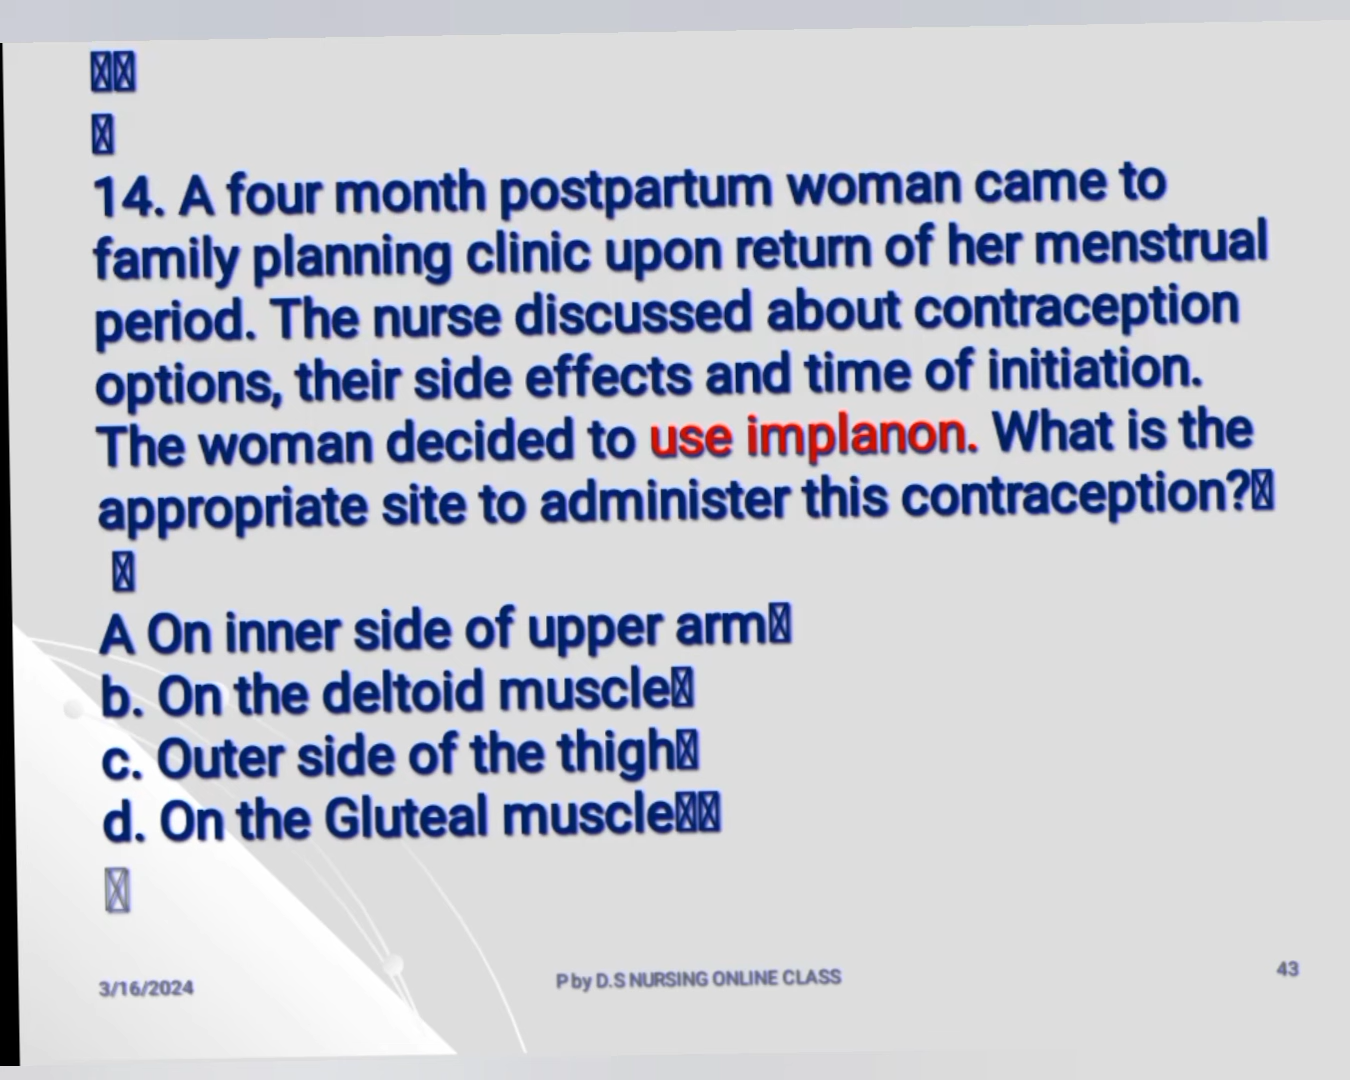 14. A four month postpartum woman came to
family planning clinic upon return of her menstrual
period. The nurse discussed about contraception
options, their side effects and time of initiation.
The woman decided to use implanon. What is the
appropriate site to administer this contraception?
A On inner side of upper arm
b. On the deltoid muscle
c. Outer side of the thigh
d. On the Gluteal muscle
3/16/2024
P by D.S NURSING ONLINE CLASS
43